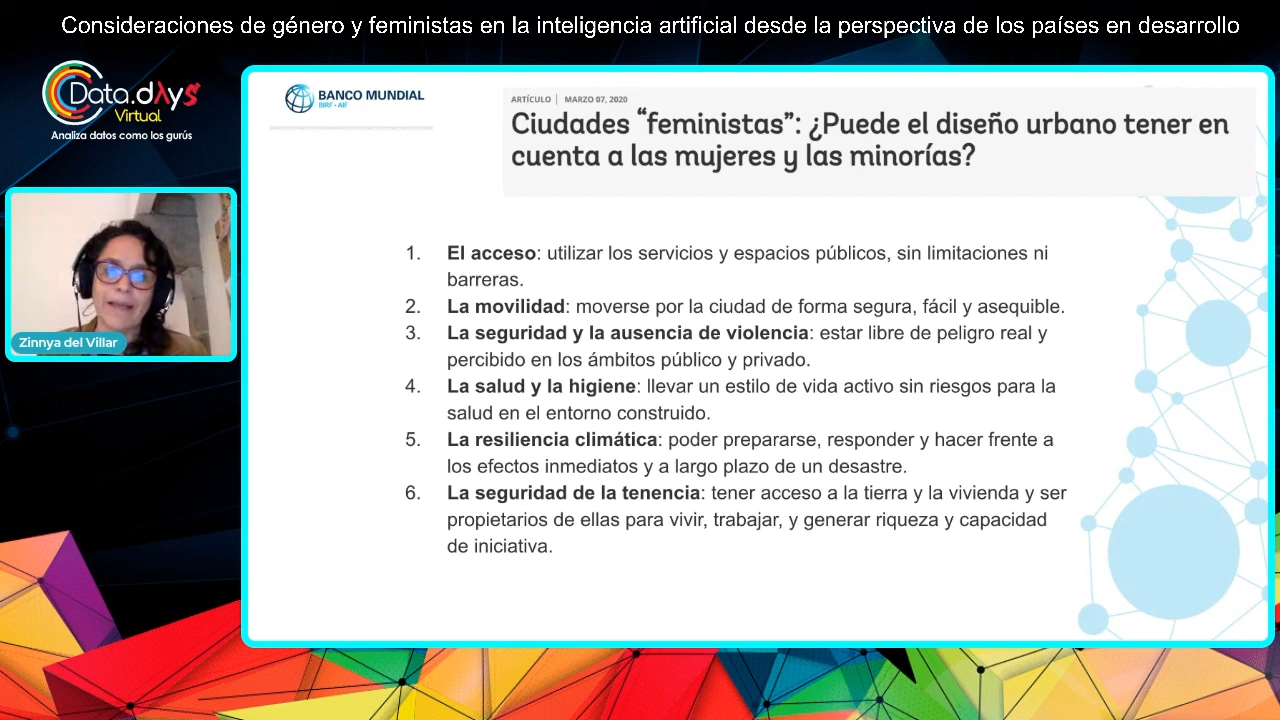 Consideraciones de género y feministas en la inteligencia artificial desde la perspectiva de los países en desarrollo
Data.dAys
Virtual
Analiza datos como los gurús
Zinnya del Villar
BANCO MUNDIAL
BIRF • AIF
ARTÍCULO | MARZO 07, 2020
Ciudades “feministas”: ¿Puede el diseño urbano tener en
cuenta a las mujeres y las minorías?
1. El acceso: utilizar los servicios y espacios públicos, sin limitaciones ni
barreras.
2. La movilidad: moverse por la ciudad de forma segura, fácil y asequible.
3. La seguridad y la ausencia de violencia: estar libre de peligro real y
percibido en los ámbitos público y privado.
4. La salud y la higiene: llevar un estilo de vida activo sin riesgos para la
salud en el entorno construido.
5. La resiliencia climática: poder prepararse, responder y hacer frente a
los efectos inmediatos y a largo plazo de un desastre.
6. La seguridad de la tenencia: tener acceso a la tierra y la vivienda y ser
propietarios de ellas para vivir, trabajar, y generar riqueza y capacidad
de iniciativa.